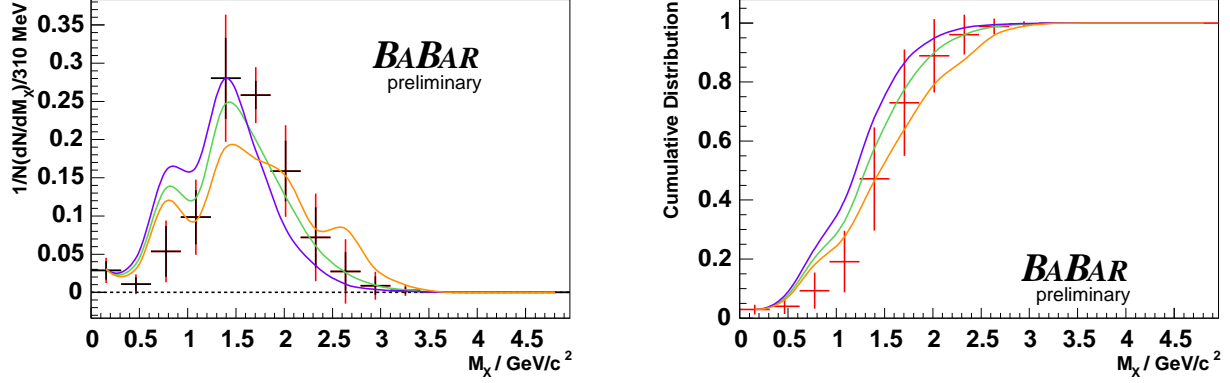 1/N(dN/dM_X)/310 MeV
0.35
0.3
0.25
0.2
0.15
0.1
0.05
0
BABAR
preliminary
0 0.5 1 1.5 2 2.5 3 3.5 4 4.5
M_X / GeV/c ²
Cumulative Distribution
1
0.8
0.6
0.4
0.2
0
BABAR
preliminary
0 0.5 1 1.5 2 2.5 3 3.5 4 4.5
M_X / GeV/c ²